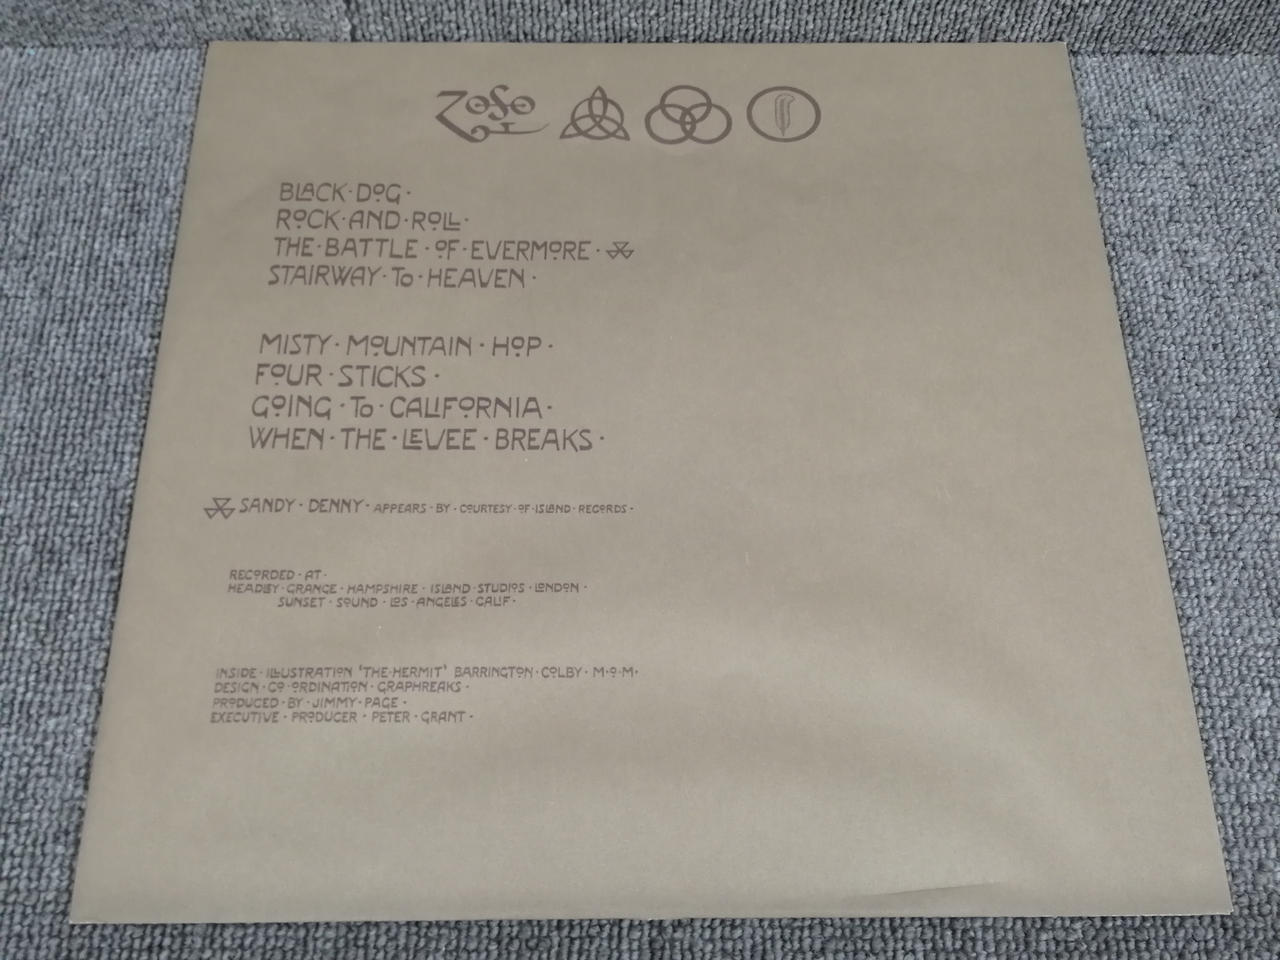 ZoSo
BLACK·DOG·
ROCK·AND·ROLL·
THE·BATTLE·OF·EVERMORE·
STAIRWAY·To·HEAVEN·
MISTY·MOUNTAIN·HOP·
FOUR·STICKS·
GOING·To·CALIFORNIA·
WHEN·THE·LEVEE·BREAKS·
SANDY·DENNY·APPEARS·BY·COURTESY·OF·ISLAND·RECORDS·
RECORDED·AT·
HEADLEY·GRANGE·HAMPSHIRE·ISLAND·STUDIOS·LONDON·
SUNSET·SOUND·LOS·ANGELES·CALIF·
INSIDE·ILLUSTRATION 'THE·HERMIT' BARRINGTON·COLBY·M·O·M·
DESIGN·CO·ORDINATION·GRAPHREAKS·
PRODUCED·BY·JIMMY·PAGE·
EXECUTIVE·PRODUCER·PETER·GRANT·